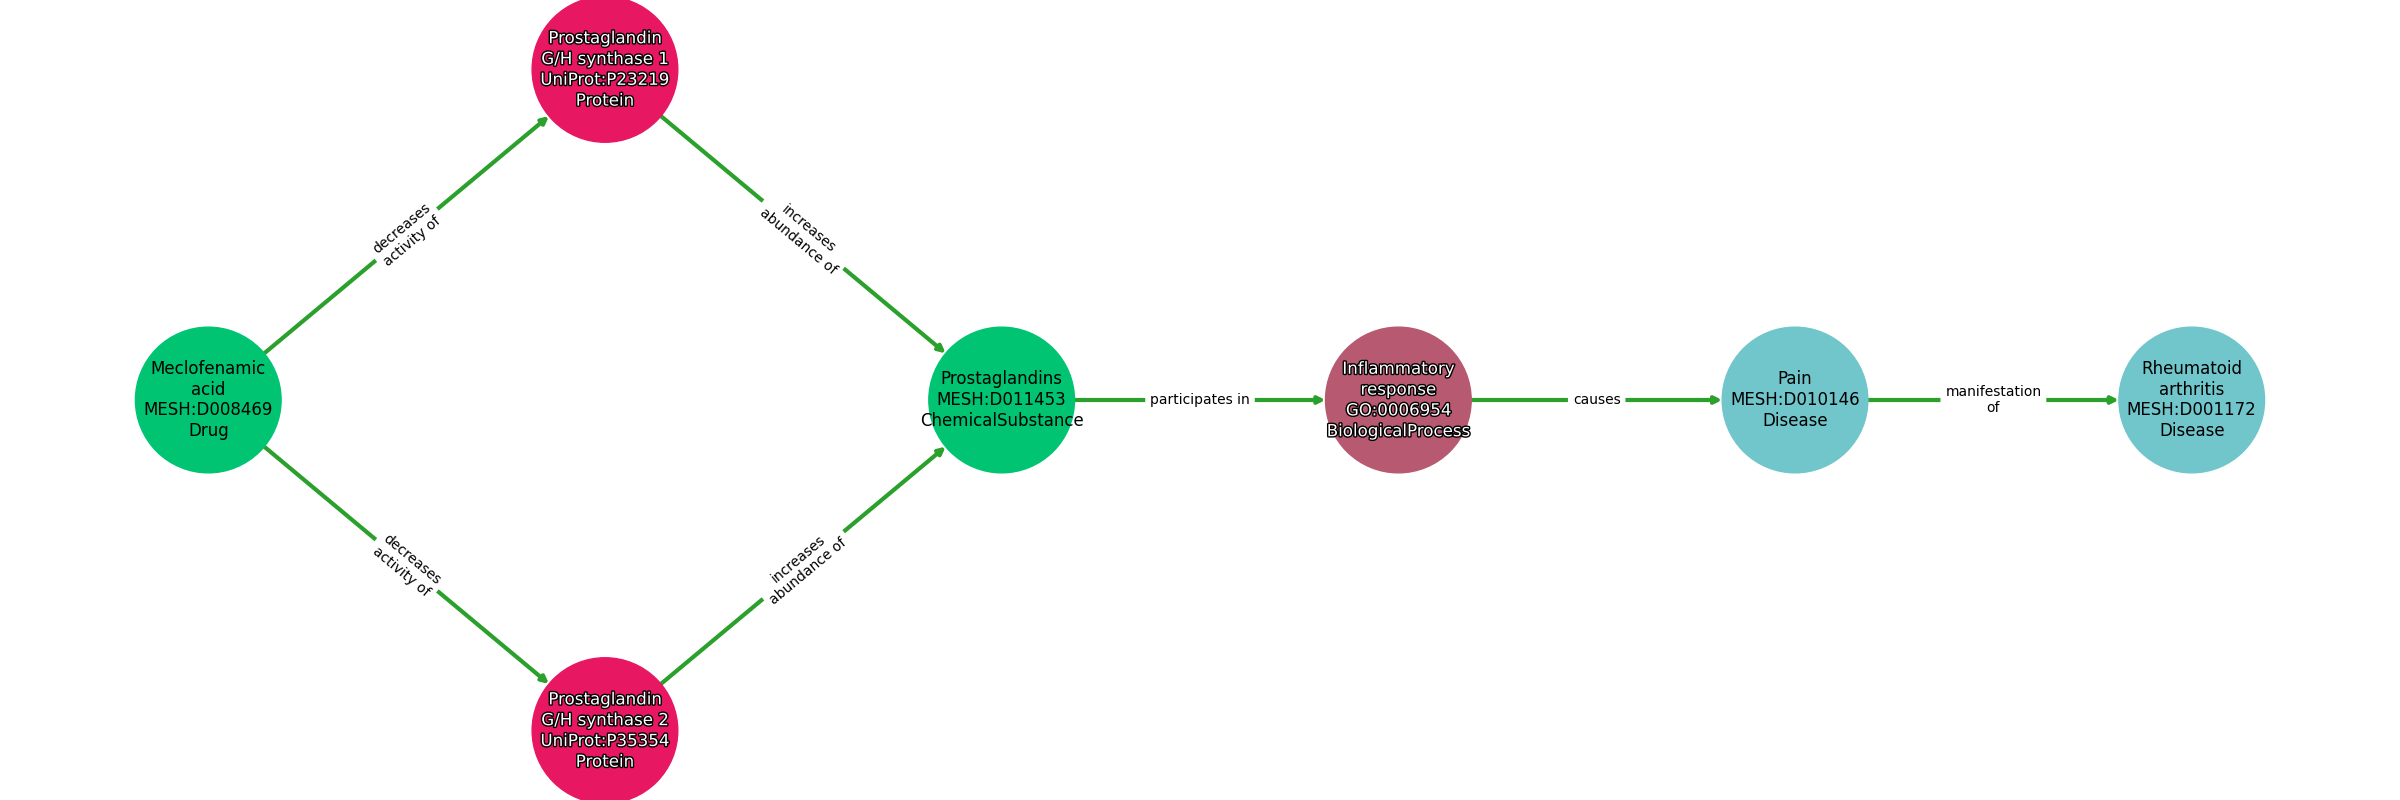 Prostaglandin
G/H synthase 1
UniProt:P23219
Protein
decreases
activity of
increases
abundance of
Meclofenamic
acid
MESH:D008469
Drug
Prostaglandins
MESH:D011453
ChemicalSubstance
participates in
Inflammatory
response
GO:0006954
BiologicalProcess
causes
Pain
MESH:D010146
Disease
manifestation
of
Rheumatoid
arthritis
MESH:D001172
Disease
decreases
activity of
increases
abundance of
Prostaglandin
G/H synthase 2
UniProt:P35354
Protein